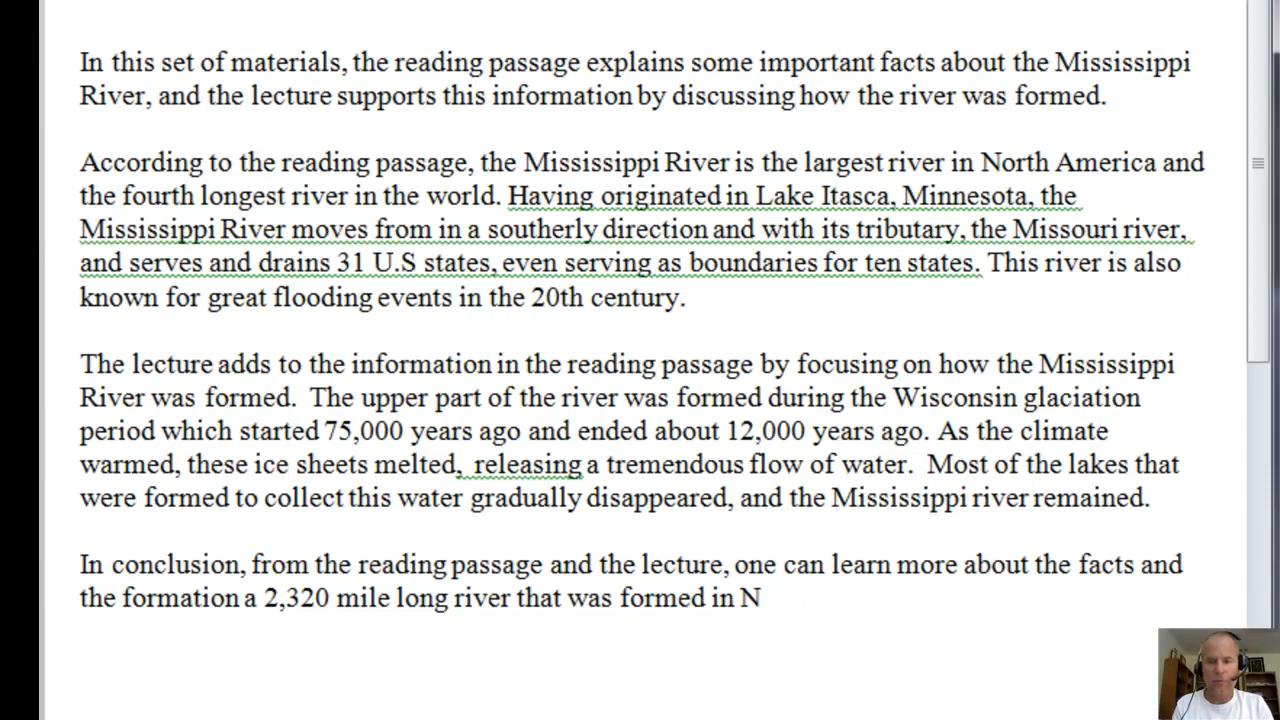 In this set of materials, the reading passage explains some important facts about the Mississippi
River, and the lecture supports this information by discussing how the river was formed.
According to the reading passage, the Mississippi River is the largest river in North America and
the fourth longest river in the world. Having originated in Lake Itasca, Minnesota, the
Mississippi River moves from in a southerly direction and with its tributary, the Missouri river,
and serves and drains 31 U.S states, even serving as boundaries for ten states. This river is also
known for great flooding events in the 20th century.
The lecture adds to the information in the reading passage by focusing on how the Mississippi
River was formed.  The upper part of the river was formed during the Wisconsin glaciation
period which started 75,000 years ago and ended about 12,000 years ago. As the climate
warmed, these ice sheets melted,  releasing a tremendous flow of water.  Most of the lakes that
were formed to collect this water gradually disappeared, and the Mississippi river remained.
In conclusion, from the reading passage and the lecture, one can learn more about the facts and
the formation a 2,320 mile long river that was formed in N